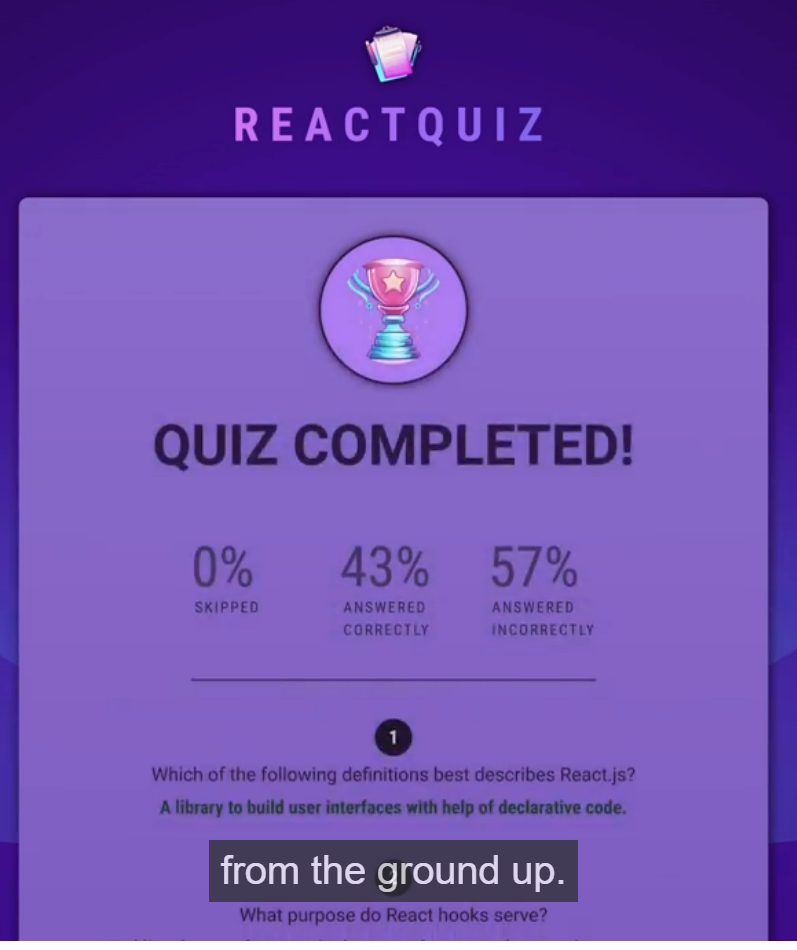 REACTQUIZ
QUIZ COMPLETED!
0% 43% 57%
SKIPPED ANSWERED ANSWERED
CORRECTLY INCORRECTLY
1
Which of the following definitions best describes React.js?
A library to build user interfaces with help of declarative code.
from the ground up.
What purpose do React hooks serve?